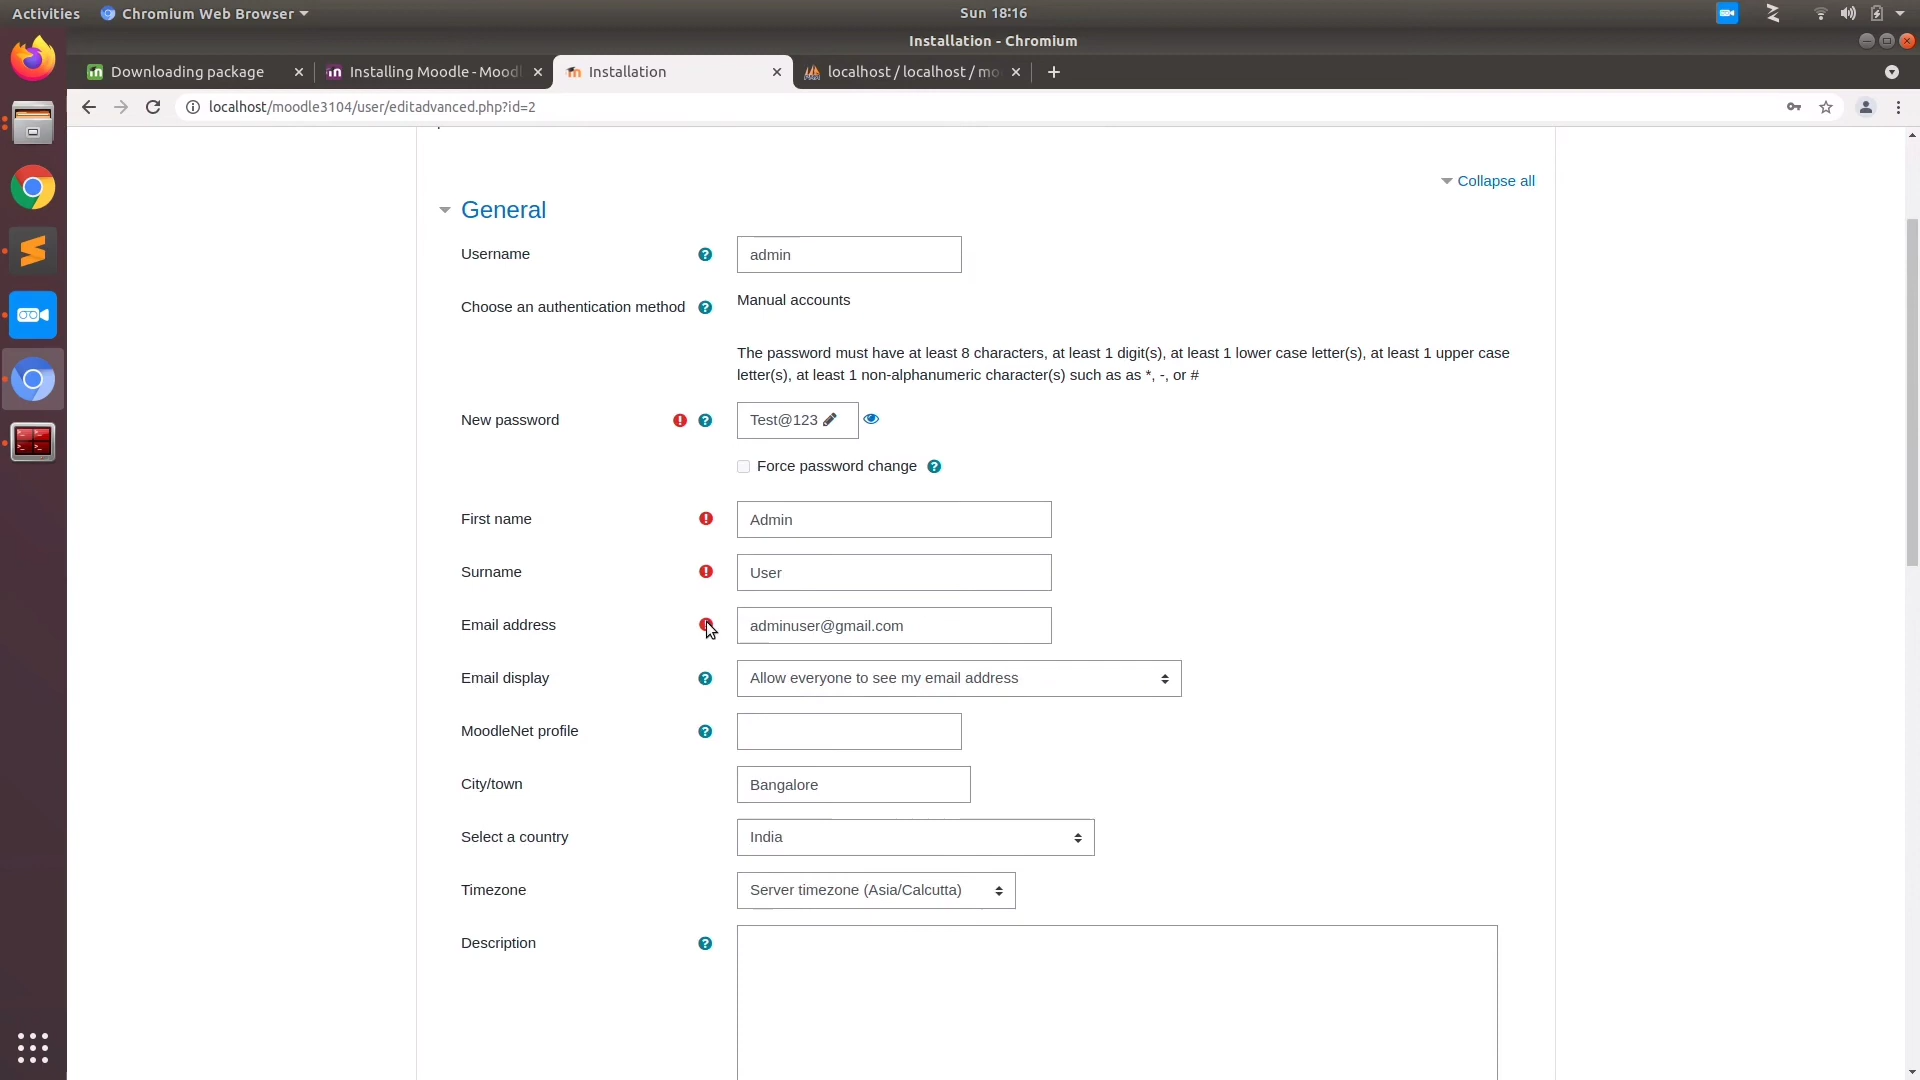 Activities
Chromium Web Browser
Sun 18:16
Installation - Chromium
Downloading package
Installing Moodle - Mood
Installation
localhost / localhost / mo
localhost/moodle3104/user/editadvanced.php?id=2
Collapse all
General
Username
admin
Choose an authentication method
Manual accounts
The password must have at least 8 characters, at least 1 digit(s), at least 1 lower case letter(s), at least 1 upper case
letter(s), at least 1 non-alphanumeric character(s) such as as *, -, or #
New password
Test@123
Force password change
First name
Admin
Surname
User
Email address
adminuser@gmail.com
Email display
Allow everyone to see my email address
MoodleNet profile
City/town
Bangalore
Select a country
India
Timezone
Server timezone (Asia/Calcutta)
Description